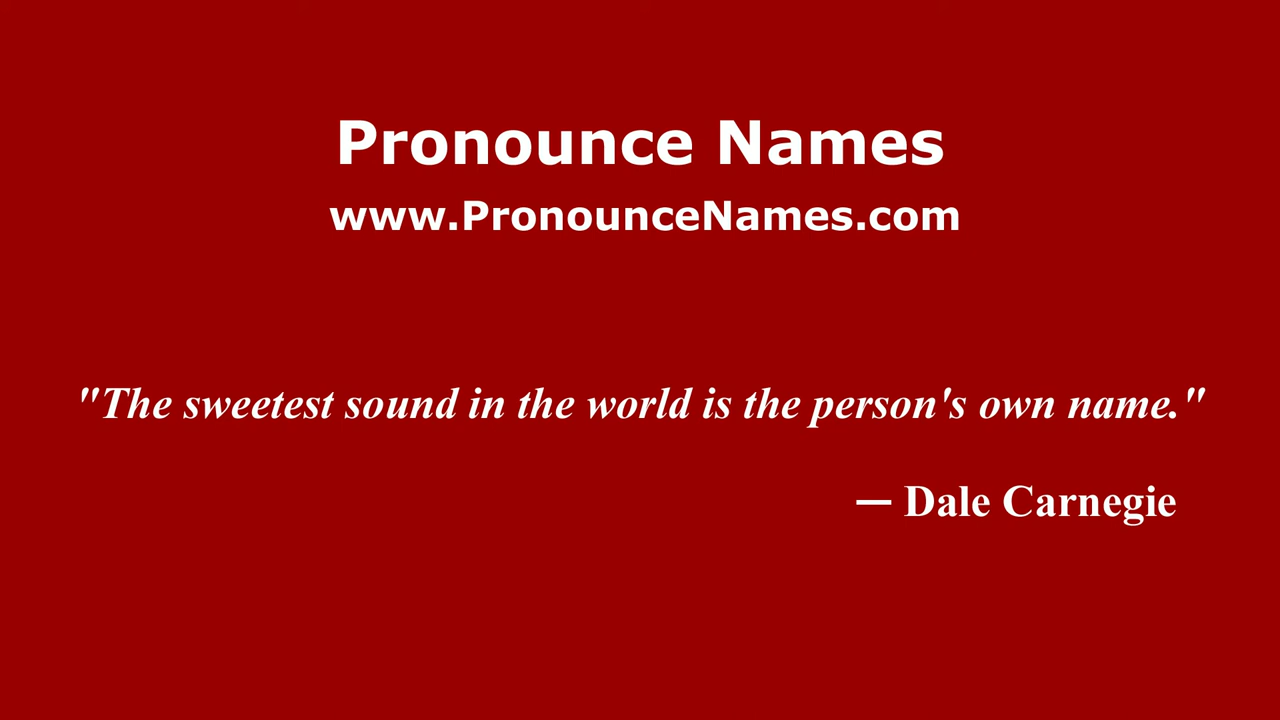 Pronounce Names
www.PronounceNames.com
"The sweetest sound in the world is the person's own name."
— Dale Carnegie